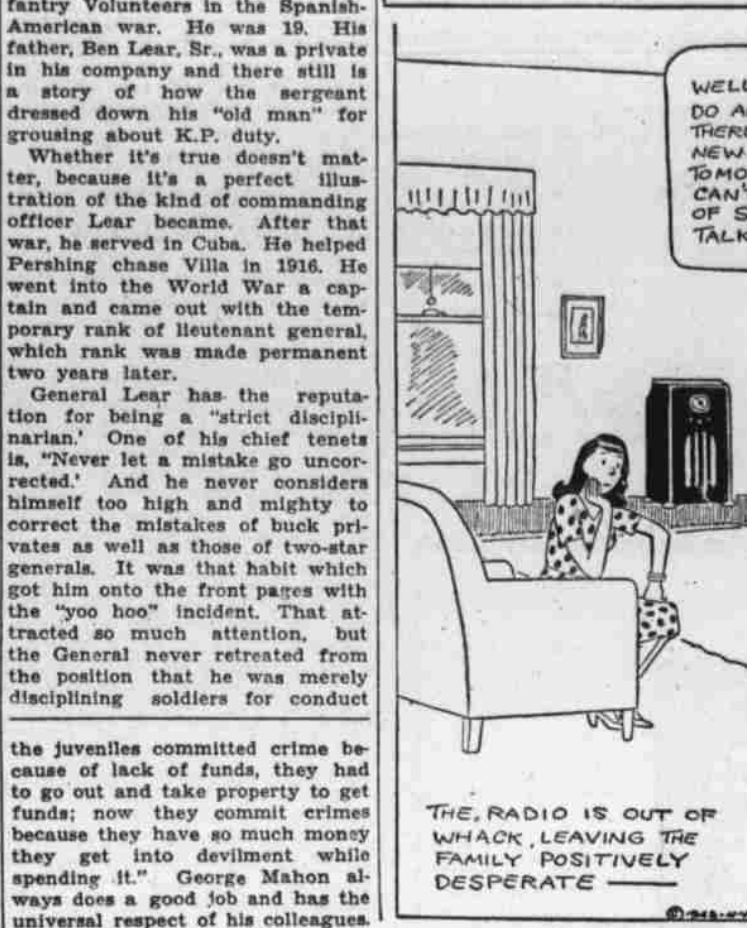 fantry Volunteers in the Spanish-
American war. He was 19. His
father, Ben Lear, Sr., was a private
in his company and there still is
a story of how the sergeant
dressed down his "old man" for
grousing about K.P. duty.
Whether it's true doesn't mat-
ter, because it's a perfect illus-
tration of the kind of commanding
officer Lear became. After that
war, he served in Cuba. He helped
Pershing chase Villa in 1916. He
went into the World War a cap-
tain and came out with the tem-
porary rank of lieutenant general,
which rank was made permanent
two years later.
General Lear has the reputa-
tion for being a "strict discipli-
narian.' One of his chief tenets
is, "Never let a mistake go uncor-
rected.' And he never considers
himself too high and mighty to
correct the mistakes of buck pri-
vates as well as those of two-star
generals. It was that habit which
got him onto the front pages with
the "yoo hoo" incident. That at-
tracted so much attention, but
the General never retreated from
the position that he was merely
disciplining soldiers for conduct
the juveniles committed crime be-
cause of lack of funds, they had
to go out and take property to get
funds; now they commit crimes
because they have so much money
they get into devilment while
spending it." George Mahon al-
ways does a good job and has the
universal respect of his colleagues.
WELL
DO A
THER
NEW
TOMO
CAN'
OF S
TALK
THE, RADIO IS OUT OF
WHACK, LEAVING THE
FAMILY POSITIVELY
DESPERATE —